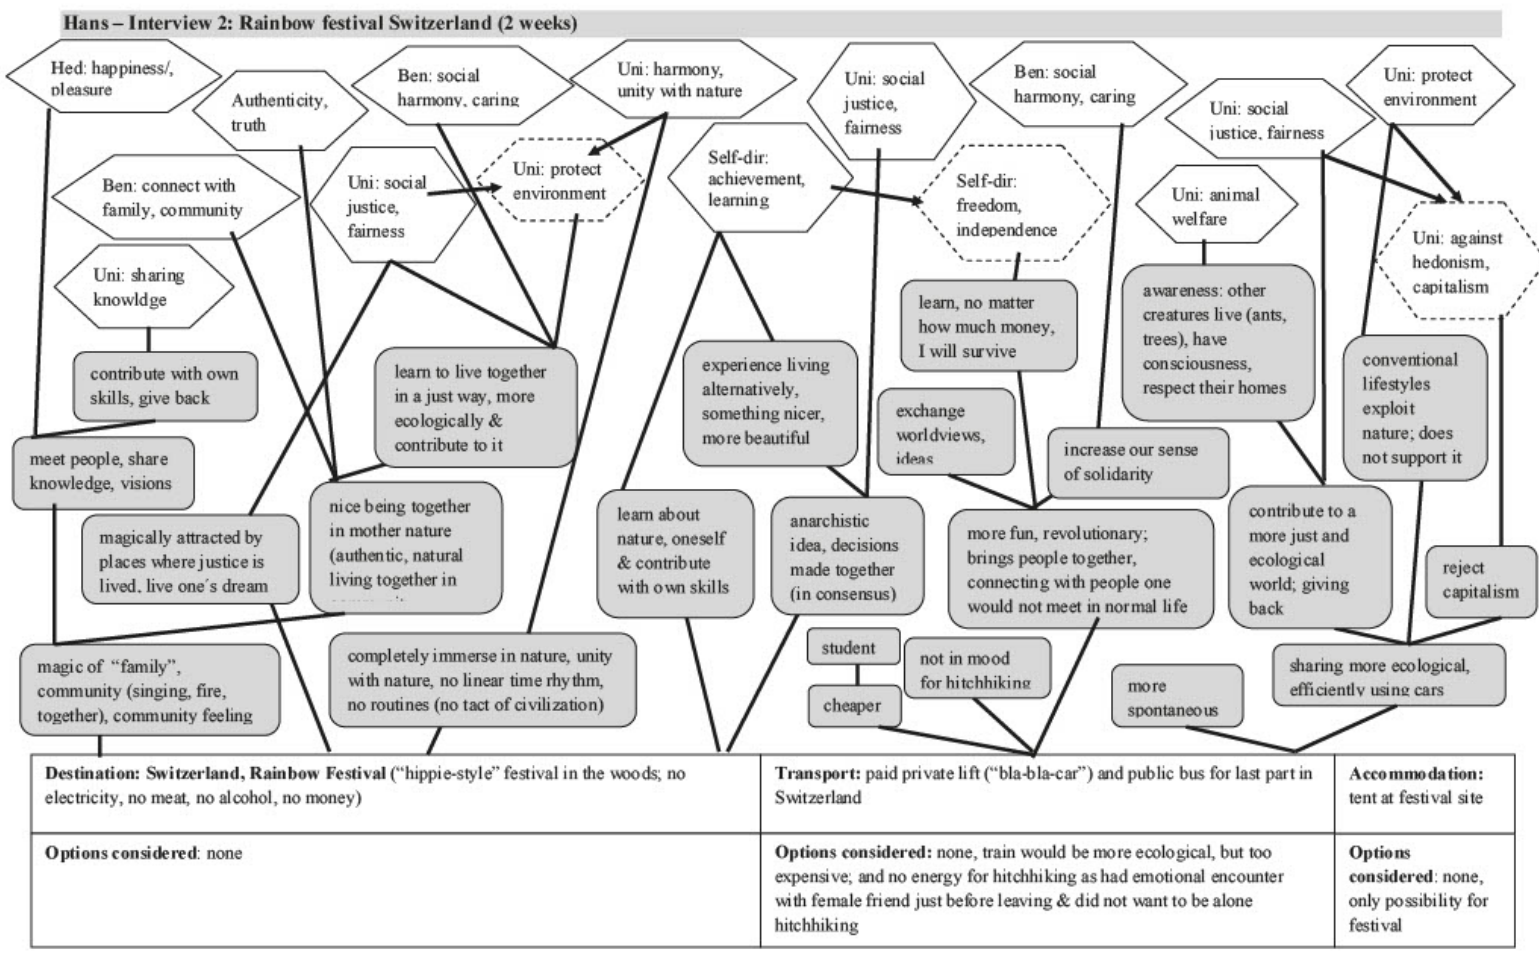 Hans – Interview 2: Rainbow festival Switzerland (2 weeks)
Hed: happiness/,
pleasure
Authenticity,
truth
Ben: social
harmony, caring
Uni: harmony,
unity with nature
Uni: social
justice,
fairness
Ben: social
harmony, caring
Uni: social
justice, fairness
Uni: protect
environment
Ben: connect with
family, community
Uni: social
justice,
fairness
Uni: protect
environment
Self-dir:
achievement,
learning
Self-dir:
freedom,
independence
Uni: animal
welfare
Uni: against
hedonism,
capitalism
Uni: sharing
knowldge
contribute with own
skills, give back
learn to live together
in a just way, more
ecologically &
contribute to it
experience living
alternatively,
something nicer,
more beautiful
learn, no matter
how much money,
I will survive
awareness: other
creatures live (ants,
trees), have
consciousness,
respect their homes
conventional
lifestyles
exploit
nature; does
not support it
exchange
worldviews,
ideas
increase our sense
of solidarity
meet people, share
knowledge, visions
magically attracted by
places where justice is
lived, live one´s dream
nice being together
in mother nature
(authentic, natural
living together in
learn about
nature, oneself
& contribute
with own skills
anarchistic
idea, decisions
made together
(in consensus)
more fun, revolutionary;
brings people together,
connecting with people one
would not meet in normal life
contribute to a
more just and
ecological
world; giving
back
reject
capitalism
magic of “family”,
community (singing, fire,
together), community feeling
completely immerse in nature, unity
with nature, no linear time rhythm,
no routines (no tact of civilization)
student
cheaper
not in mood
for hitchhiking
more
spontaneous
sharing more ecological,
efficiently using cars
Destination: Switzerland, Rainbow Festival (“hippie-style” festival in the woods; no
electricity, no meat, no alcohol, no money)
Transport: paid private lift (“bla-bla-car”) and public bus for last part in
Switzerland
Accommodation:
tent at festival site
Options considered: none
Options considered: none, train would be more ecological, but too
expensive; and no energy for hitchhiking as had emotional encounter
with female friend just before leaving & did not want to be alone
hitchhiking
Options
considered: none,
only possibility for
festival